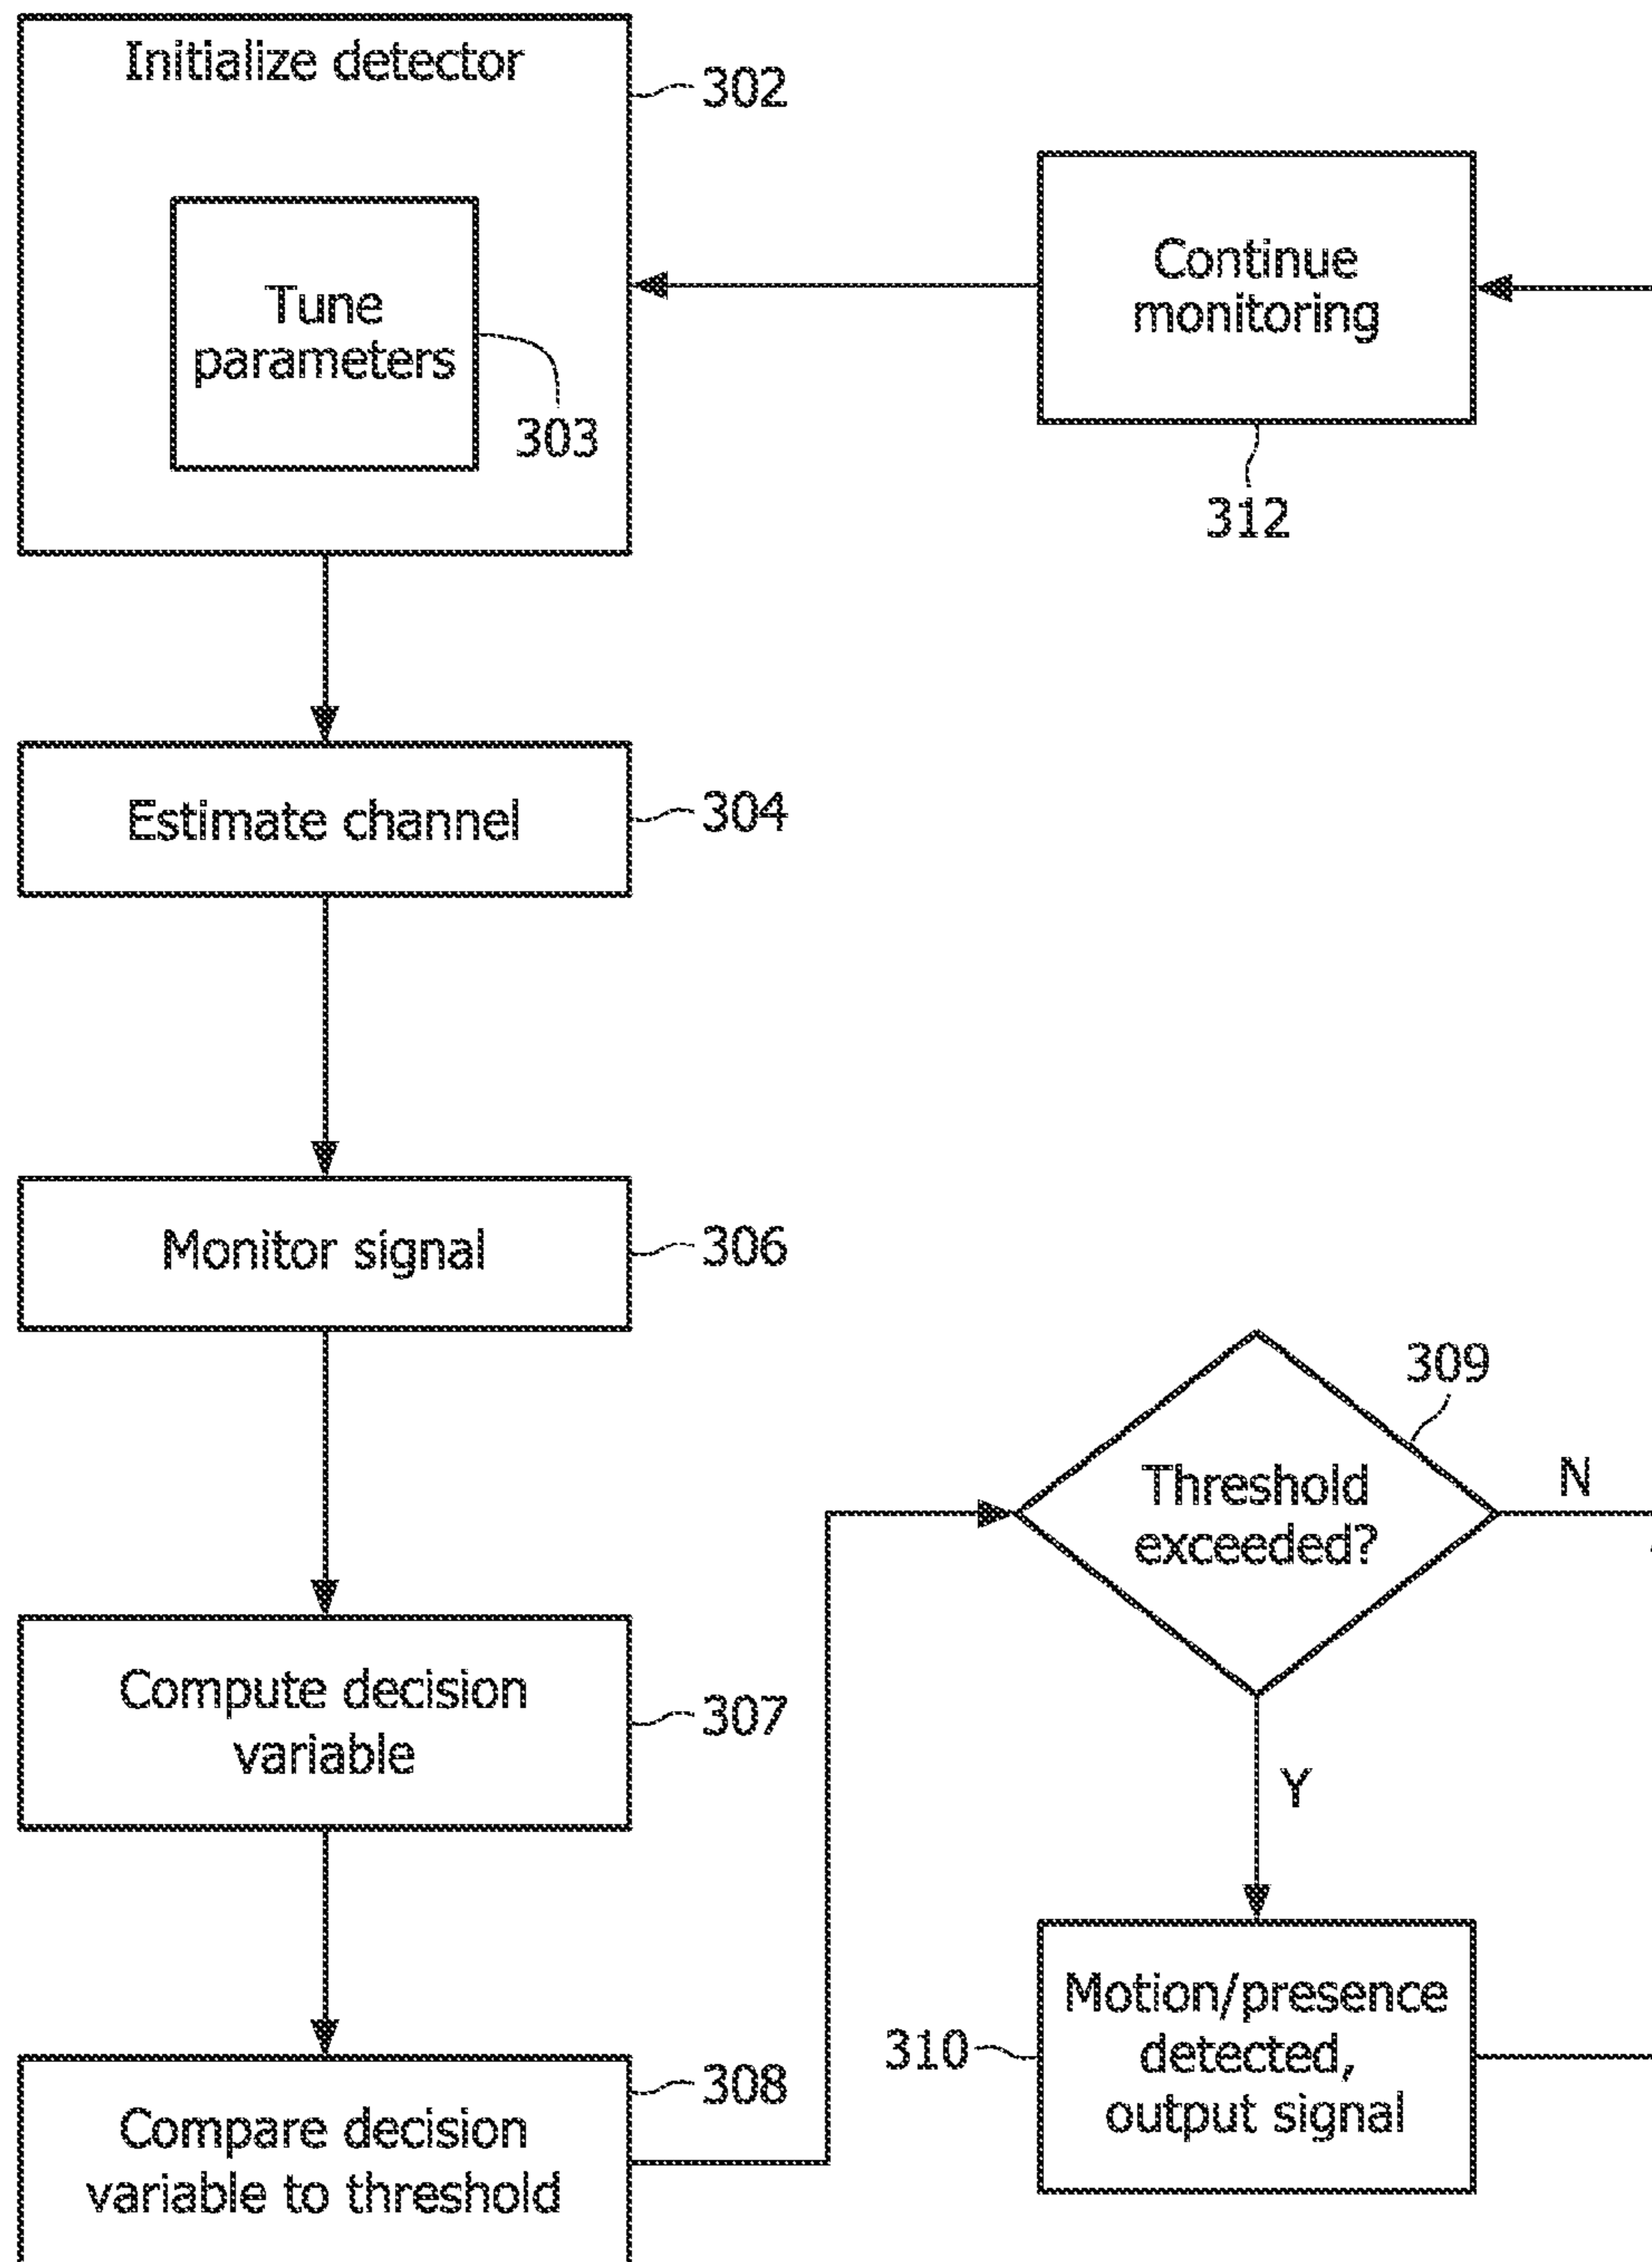 Initialize detector
302
Tune
parameters
303
Continue
monitoring
312
Estimate channel
304
Monitor signal
306
Compute decision
variable
307
Compare decision
variable to threshold
308
Threshold
exceeded?
309
N
Y
Motion/presence
detected,
output signal
310